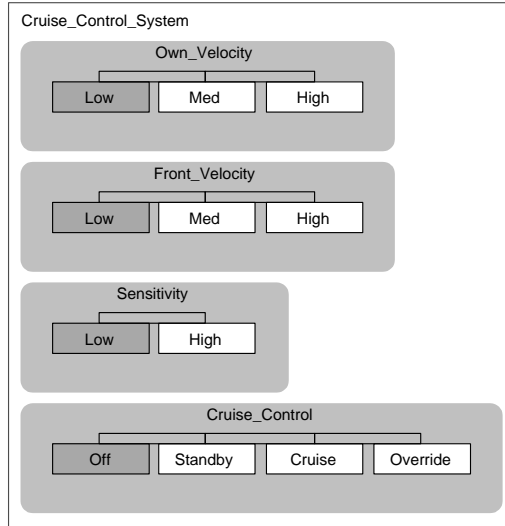 Cruise_Control_System
Own_Velocity
Low Med High
Front_Velocity
Low Med High
Sensitivity
Low High
Cruise_Control
Off Standby Cruise Override